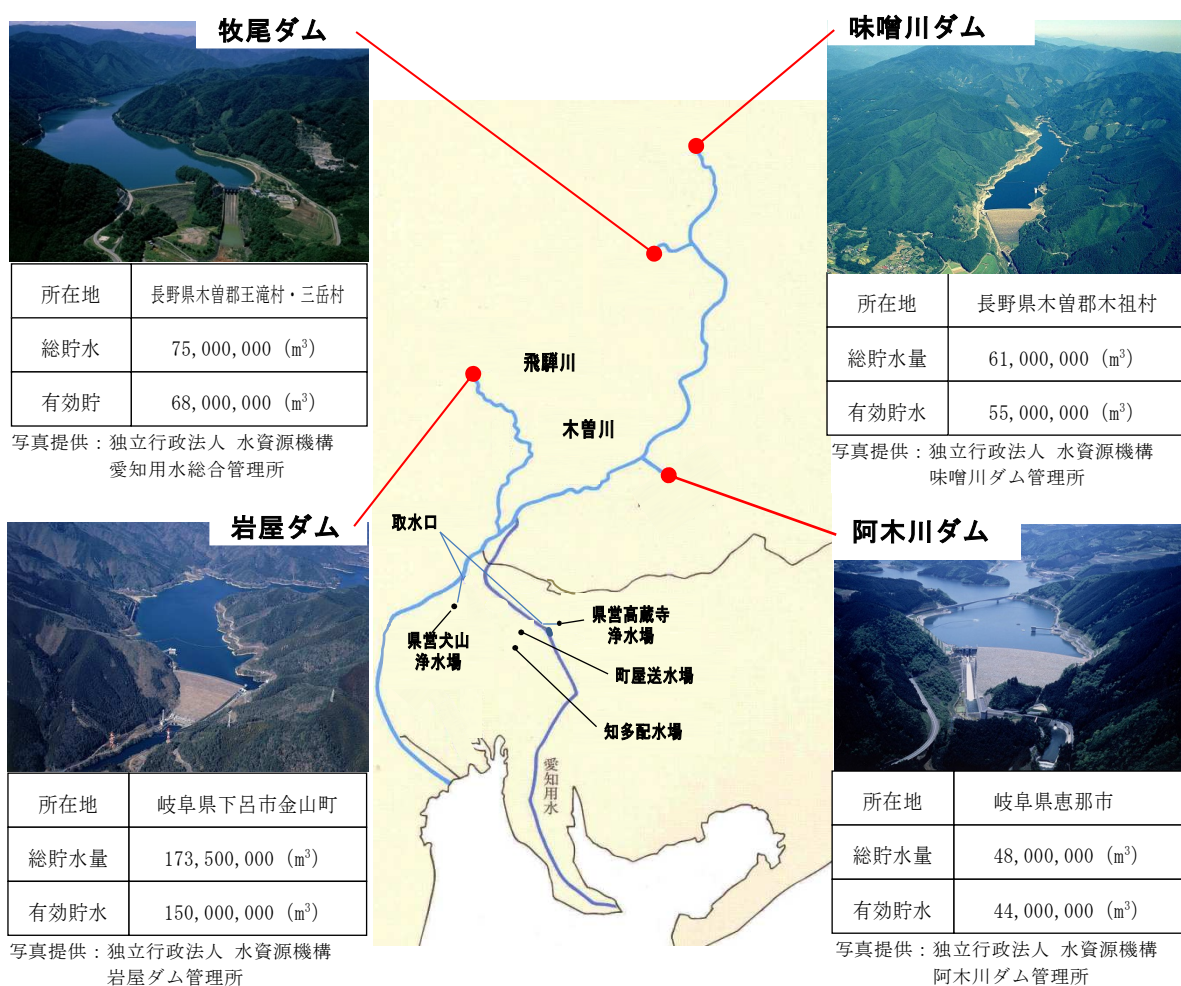 牧尾ダム
所在地 長野県木曽郡王滝村・三岳村
総貯水 75,000,000 (m³)
有効貯 68,000,000 (m³)
写真提供：独立行政法人 水資源機構
愛知用水総合管理所
味噌川ダム
所在地 長野県木曽郡木祖村
総貯水量 61,000,000 (m³)
有効貯水 55,000,000 (m³)
写真提供：独立行政法人 水資源機構
味噌川ダム管理所
飛騨川
木曽川
取水口
県営犬山
浄水場
県営高蔵寺
浄水場
町屋送水場
知多配水場
愛知用水
岩屋ダム
所在地 岐阜県下呂市金山町
総貯水量 173,500,000 (m³)
有効貯水 150,000,000 (m³)
写真提供：独立行政法人 水資源機構
岩屋ダム管理所
阿木川ダム
所在地 岐阜県恵那市
総貯水量 48,000,000 (m³)
有効貯水 44,000,000 (m³)
写真提供：独立行政法人 水資源機構
阿木川ダム管理所